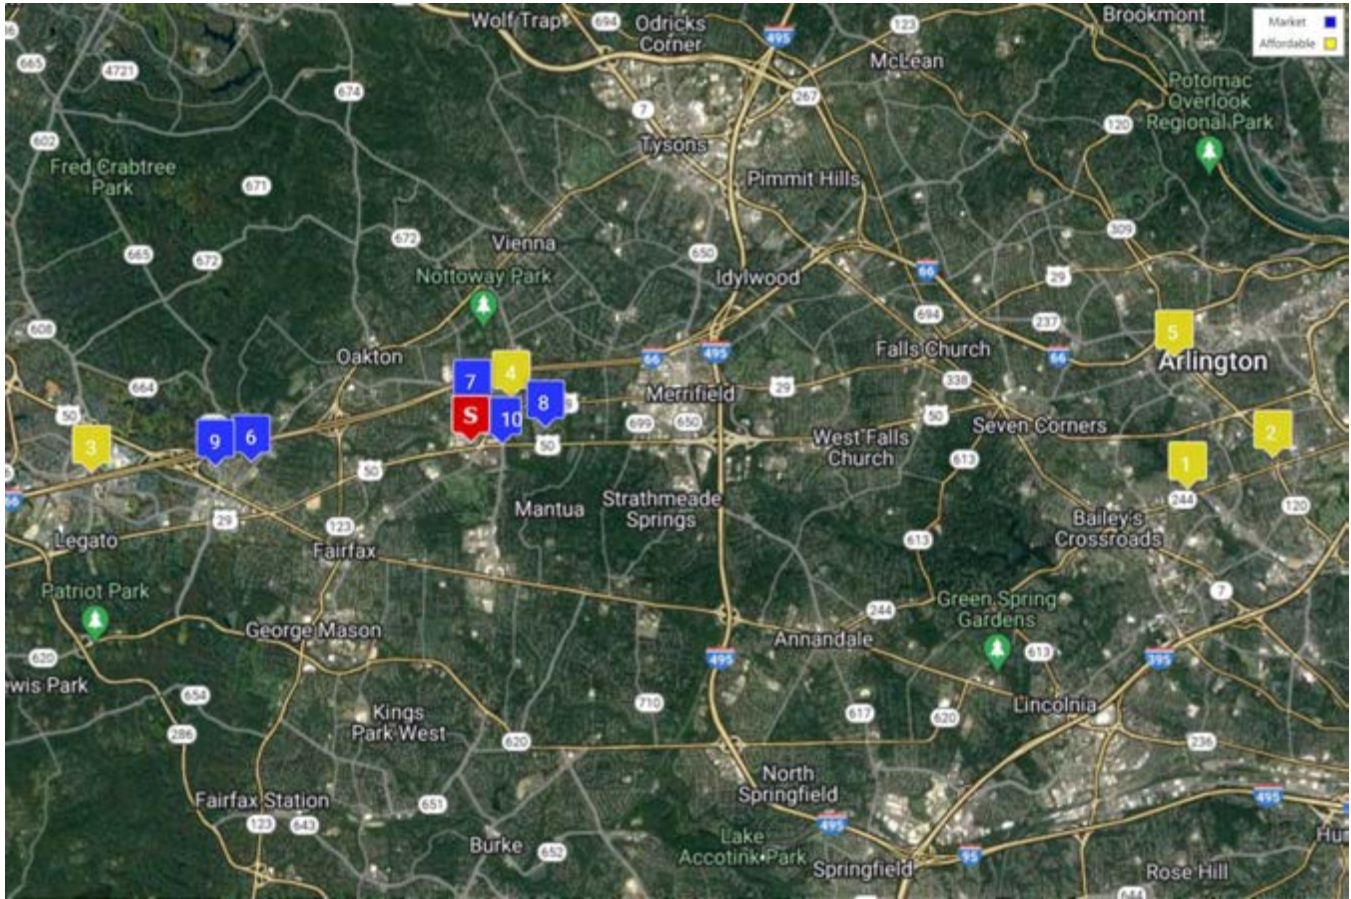 Wolf Trap
694
Odricks
Corner
495
123
Brookmont
Market
Affordable
665
4721
674
McLean
267
7
Potomac
Overlook
Regional Park
120
602
Tysons
Fred Crabtree
Park
671
Pimmit Hills
672
665
672
Vienna
650
309
Nottoway Park
Idylwood
66
29
608
694
237
5
Oakton
66
495
Falls Church
66
Arlington
664
7
4
Merrifield
29
338
50
S
10
8
699
650
50
Seven Corners
2
3
9
6
50
West Falls
Church
613
1
50
Mantua
Strathmeade
Springs
244
66
29
123
Bailey's
Crossroads
120
Legato
Fairfax
613
Patriot Park
244
Green Spring
Gardens
7
George Mason
Annandale
620
495
613
395
ewis Park
654
710
617
620
Lincolnia
286
Kings
Park West
620
236
North
Springfield
Fairfax Station
651
495
123
643
495
Burke
652
Lake
Accotink Park
Springfield
95
Rose Hill
Hu
644